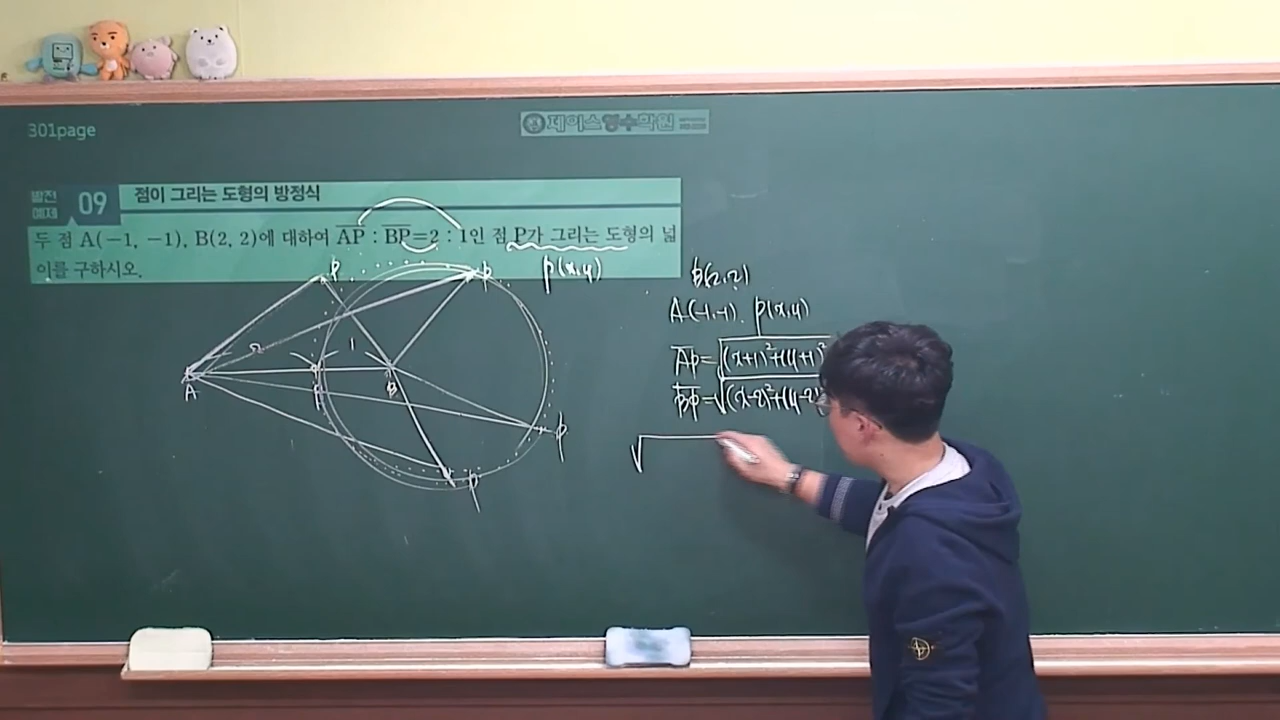 301page
제이스영수학원
발전 예제 09 점이 그리는 도형의 방정식
두 점 A(−1, −1), B(2, 2)에 대하여 AP : BP=2 : 1인 점 P가 그리는 도형의 넓
이를 구하시오.
P(x,y)
P
P
2
1
A
B
P
P
P
B(2,2)
A(-1,-1), P(x,y)
AP=√(x+1)²+(y+1)²
BP=√(x-2)²+(y-2)²
√